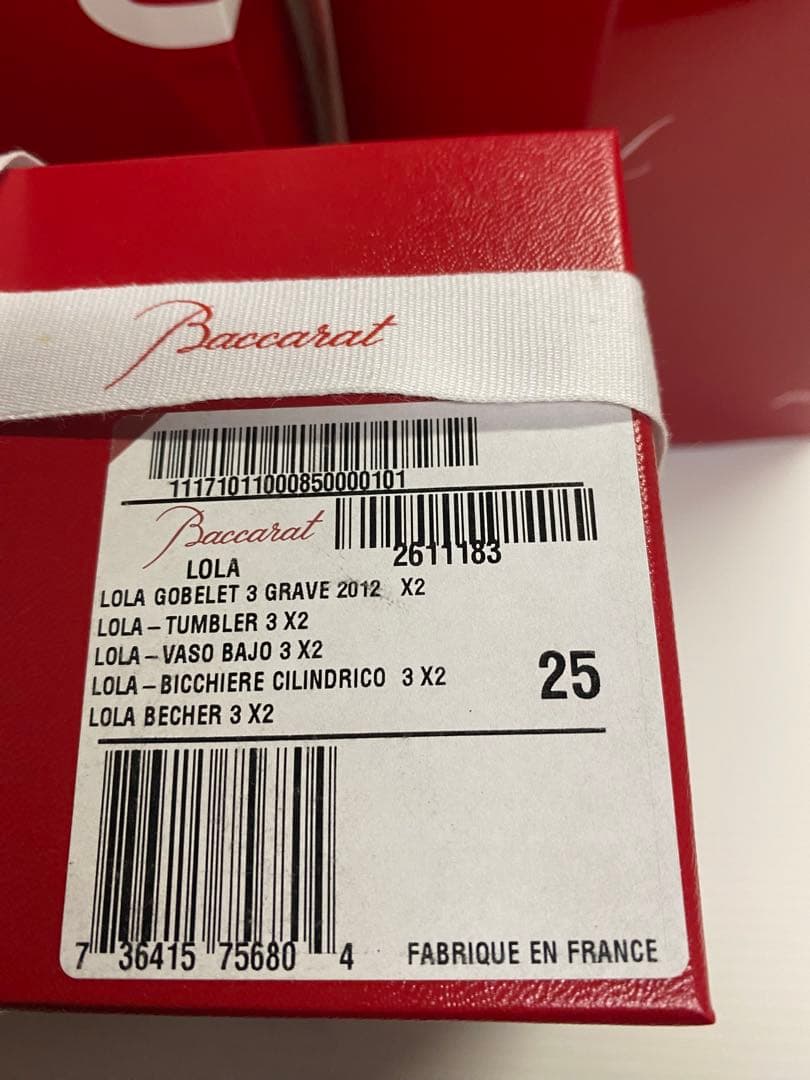 Baccarat
11171011000850000101
Baccarat
2611183
LOLA
LOLA GOBELET 3 GRAVE 2012 X2
LOLA – TUMBLER 3 X2
LOLA – VASO BAJO 3 X2
LOLA – BICCHIERE CILINDRICO 3 X2
LOLA BECHER 3 X2
25
7 36415 75680 4
FABRIQUE EN FRANCE